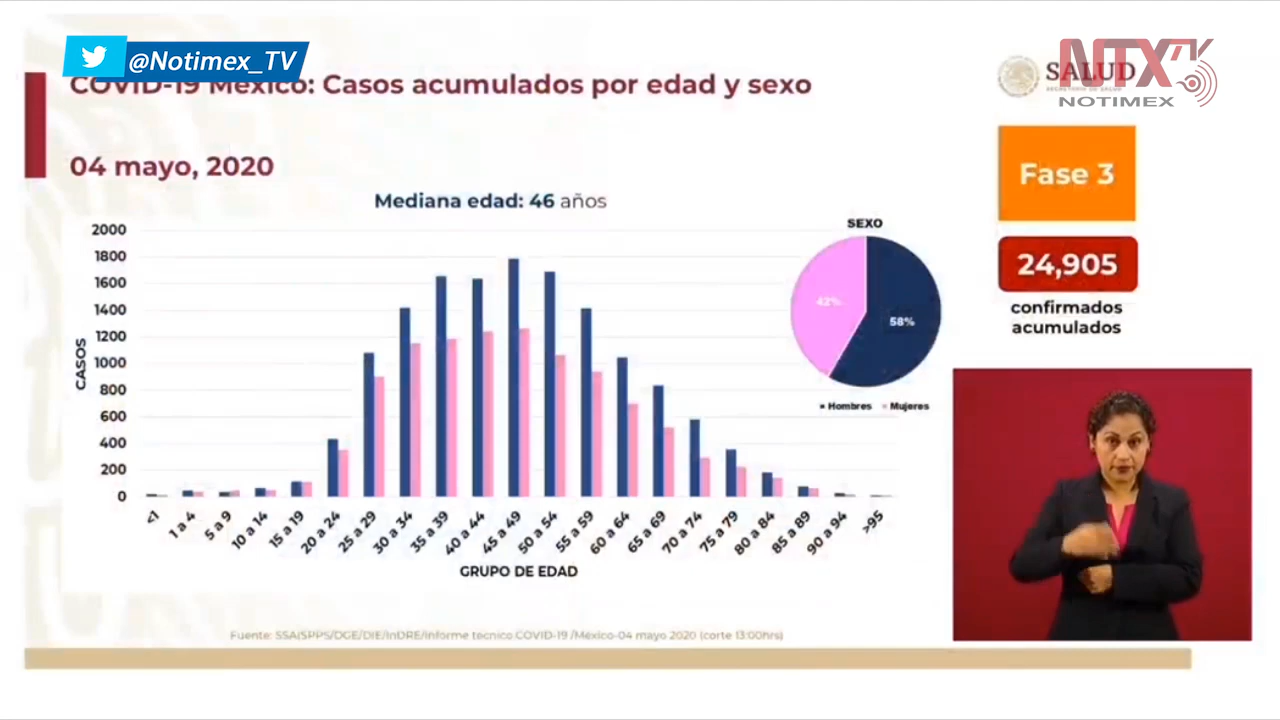 @Notimex_TV
COVID-19 México: Casos acumulados por edad y sexo
04 mayo, 2020
SALUD
SECRETARÍA DE SALUD
NTX TV
NOTIMEX
Fase 3
24,905
confirmados
acumulados
Mediana edad: 46 años
2000
1800
1600
1400
1200
1000
800
600
400
200
0
CASOS
<1
1 a 4
5 a 9
10 a 14
15 a 19
20 a 24
25 a 29
30 a 34
35 a 39
40 a 44
45 a 49
50 a 54
55 a 59
60 a 64
65 a 69
70 a 74
75 a 79
80 a 84
85 a 89
90 a 94
>95
GRUPO DE EDAD
SEXO
42%
58%
Hombres Mujeres
Fuente: SSA(SPPS/DGE/DIE/InDRE/Informe técnico.COVID-19 /México-04 mayo 2020 (corte 13:00hrs)